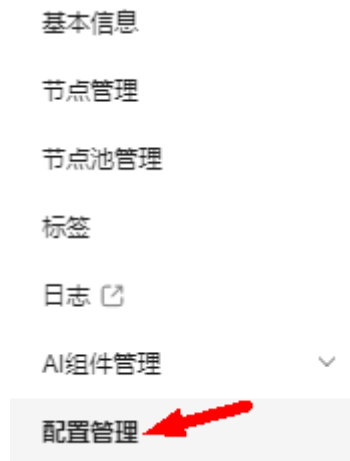 基本信息
节点管理
节点池管理
标签
日志
AI组件管理
配置管理